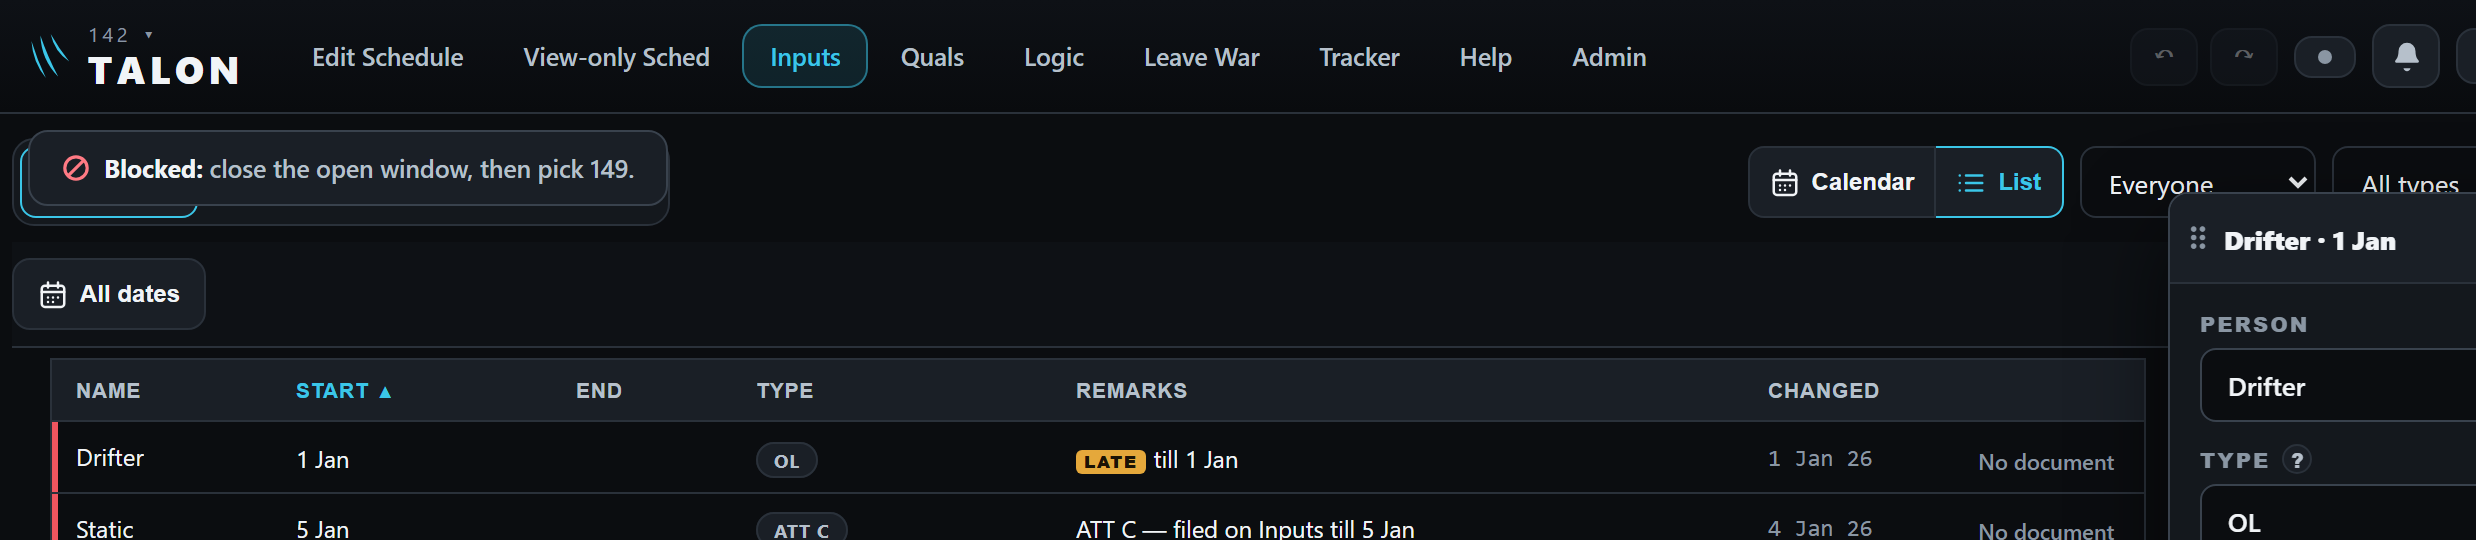 142 ▾
TALON
Edit Schedule
View-only Sched
Inputs
Quals
Logic
Leave War
Tracker
Help
Admin
Blocked: close the open window, then pick 149.
Calendar
List
Everyone
All types
All dates
Drifter · 1 Jan
PERSON
Drifter
TYPE ?
OL
NAME START ▲ END TYPE REMARKS CHANGED
Drifter 1 Jan OL LATE till 1 Jan 1 Jan 26 No document
Static 5 Jan ATT C ATT C — filed on Inputs till 5 Jan 4 Jan 26 No document